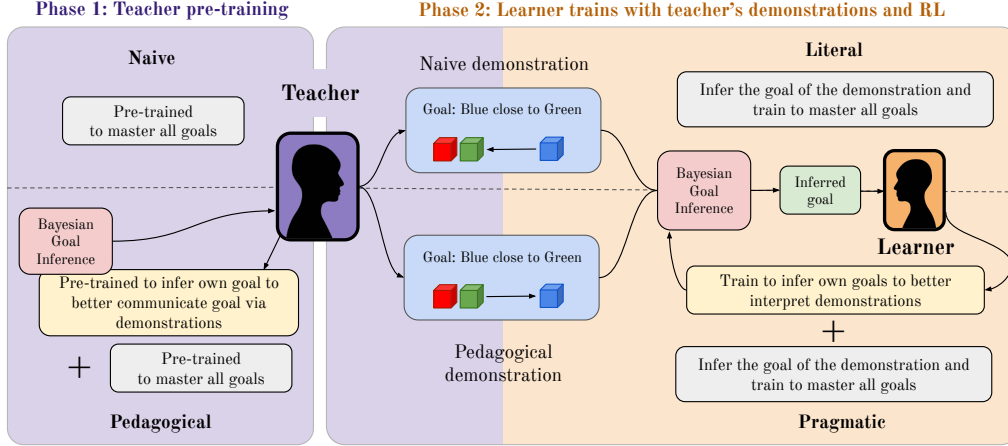 Phase 1: Teacher pre-training
Phase 2: Learner trains with teacher's demonstrations and RL
Naive
Pre-trained
to master all goals
Teacher
Bayesian
Goal
Inference
Pre-trained to infer own goal to
better communicate goal via
demonstrations
+
Pre-trained
to master all goals
Pedagogical
Naive demonstration
Goal: Blue close to Green
Goal: Blue close to Green
Pedagogical
demonstration
Literal
Infer the goal of the demonstration and
train to master all goals
Bayesian
Goal
Inference
Inferred
goal
Learner
Train to infer own goals to better
interpret demonstrations
+
Infer the goal of the demonstration and
train to master all goals
Pragmatic